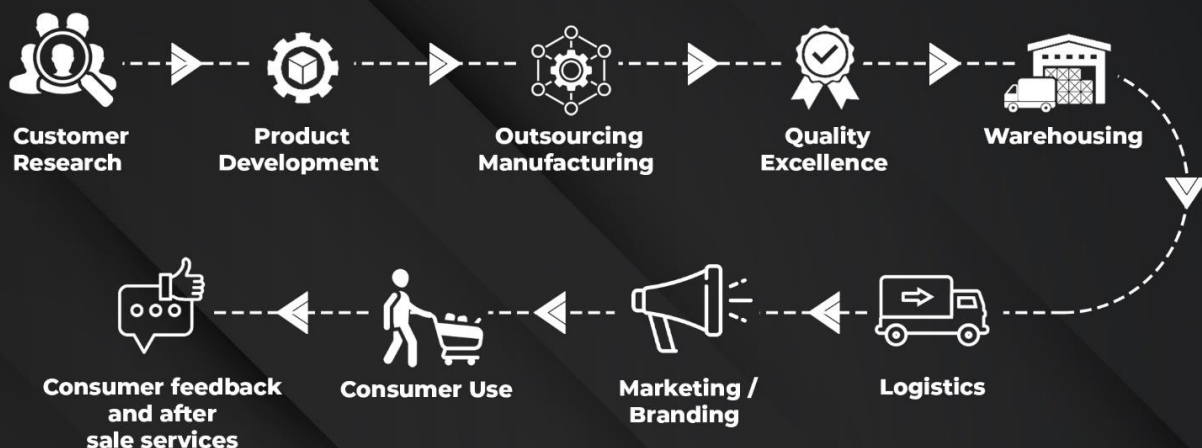 Customer
Research
Product
Development
Outsourcing
Manufacturing
Quality
Excellence
Warehousing
Logistics
Marketing /
Branding
Consumer Use
Consumer feedback
and after
sale services